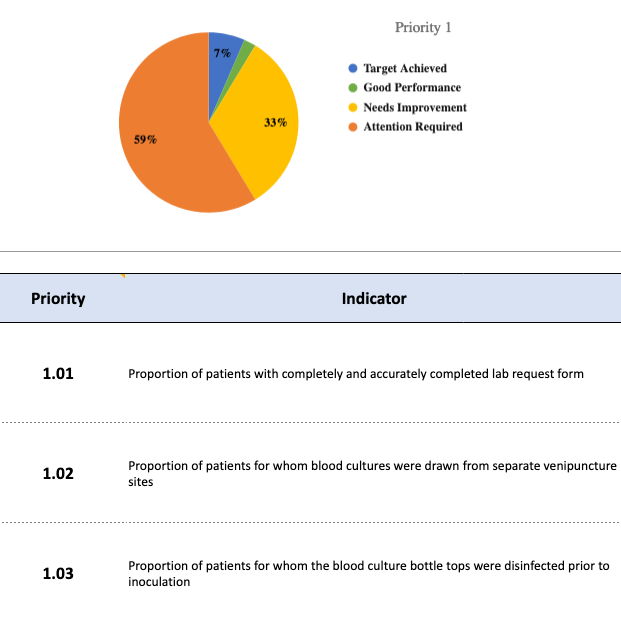 Priority 1
7%
33%
59%
Target Achieved
Good Performance
Needs Improvement
Attention Required
Priority
Indicator
1.01
Proportion of patients with completely and accurately completed lab request form
1.02
Proportion of patients for whom blood cultures were drawn from separate venipuncture
sites
1.03
Proportion of patients for whom the blood culture bottle tops were disinfected prior to
inoculation